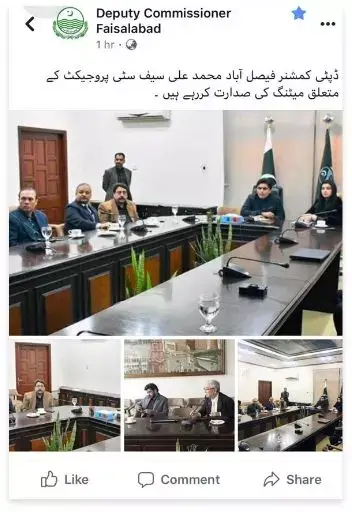 Deputy Commissioner
Faisalabad
1 hr ·
ڈپٹی کمشنر فیصل آباد محمد علی سیف سٹی پروجیکٹ کے
متعلق میٹنگ کی صدارت کررہے ہیں ۔
Like
Comment
Share